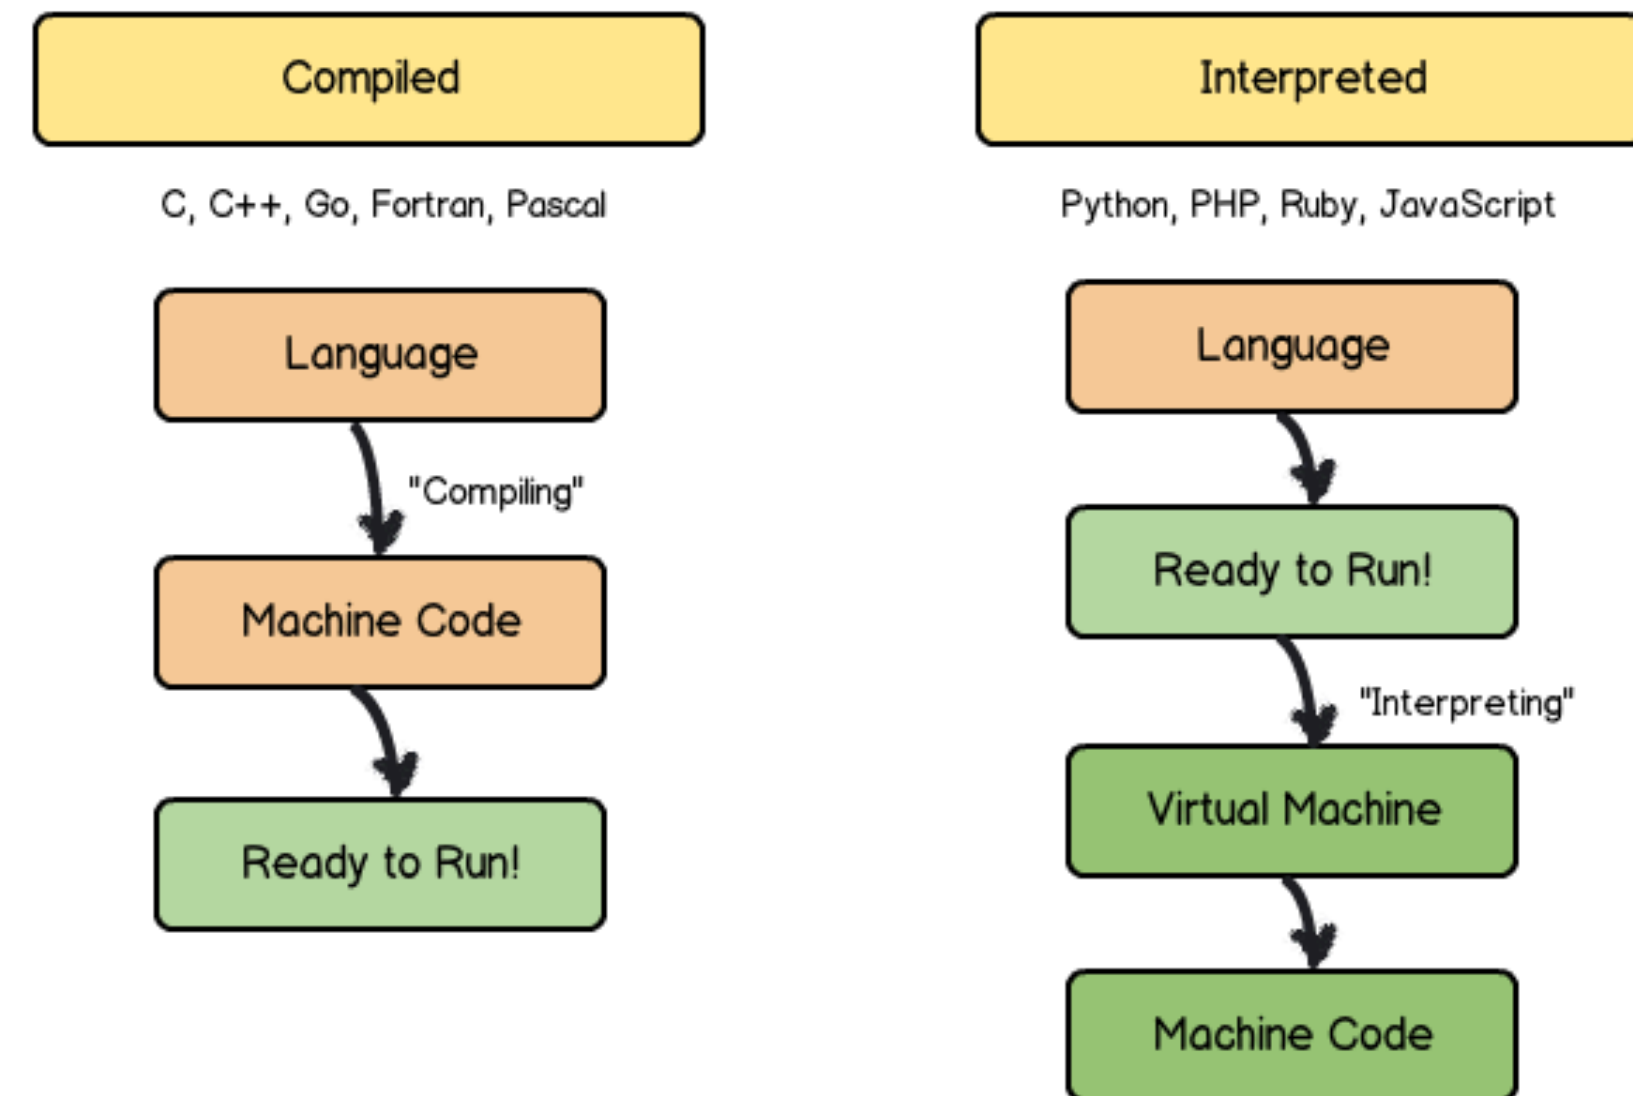 Compiled
C, C++, Go, Fortran, Pascal
Language
"Compiling"
Machine Code
Ready to Run!
Interpreted
Python, PHP, Ruby, JavaScript
Language
Ready to Run!
"Interpreting"
Virtual Machine
Machine Code